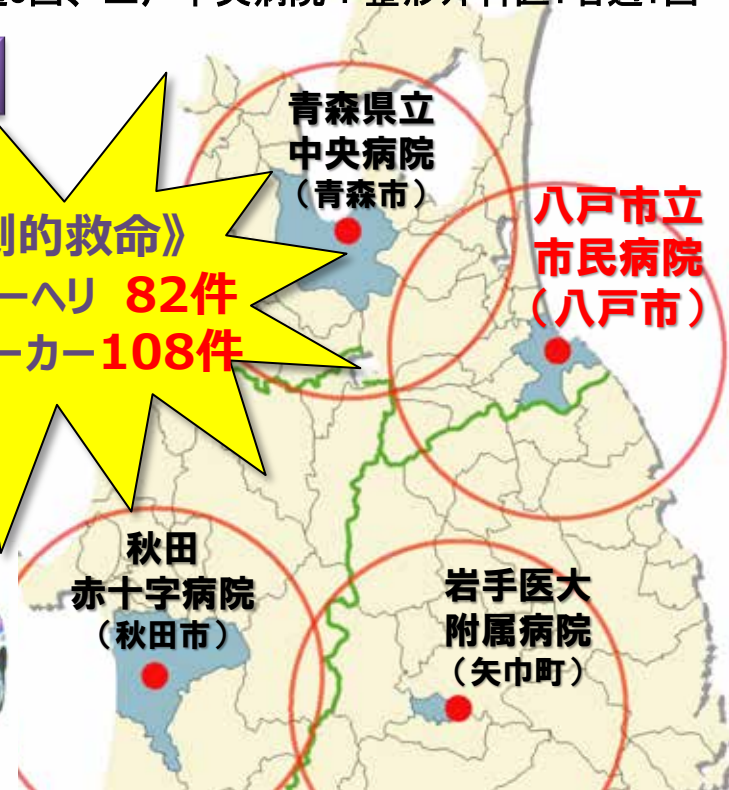 青森県立
中央病院
（青森市）
八戸市立
市民病院
（八戸市）
的救命》
ーヘリ 82件
ーカー108件
秋田
赤十字病院
（秋田市）
岩手医大
附属病院
（矢巾町）